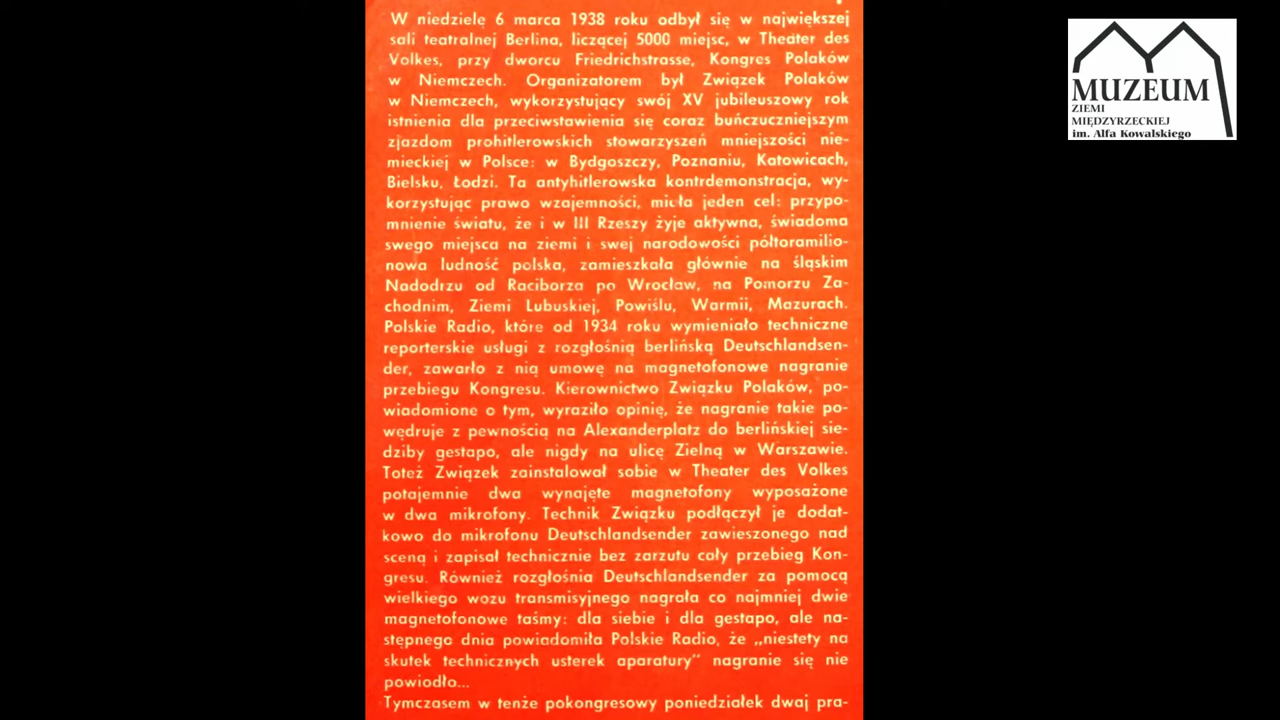 W niedzielę 6 marca 1938 roku odbył się w największej
sali teatralnej Berlina, liczącej 5000 miejsc, w Theater des
Volkes, przy dworcu Friedrichstrasse, Kongres Polaków
w Niemczech. Organizatorem był Związek Polaków
w Niemczech, wykorzystujący swój XV jubileuszowy rok
istnienia dla przeciwstawienia się coraz buńczuczniejszym
zjazdom prohitlerowskich stowarzyszeń mniejszości nie-
mieckiej w Polsce: w Bydgoszczy, Poznaniu, Katowicach,
Bielsku, Łodzi. Ta antyhitlerowska kontrdemonstracja, wy-
korzystując prawo wzajemności, miała jeden cel: przypo-
mnienie światu, że i w III Rzeszy żyje aktywna, świadoma
swego miejsca na ziemi i swej narodowości półtoramilio-
nowa ludność polska, zamieszkała głównie na śląskim
Nadodrzu od Raciborza po Wrocław, na Pomorzu Za-
chodnim, Ziemi Lubuskiej, Powiślu, Warmii, Mazurach.
Polskie Radio, które od 1934 roku wymieniało techniczne
reporterskie usługi z rozgłośnią berlińską Deutschlandsen-
der, zawarło z nią umowę na magnetofonowe nagranie
przebiegu Kongresu. Kierownictwo Związku Polaków, po-
wiadomione o tym, wyraziło opinię, że nagranie takie po-
wędruje z pewnością na Alexanderplatz do berlińskiej sie-
dziby gestapo, ale nigdy na ulicę Zielną w Warszawie.
Toteż Związek zainstalował sobie w Theater des Volkes
potajemnie dwa wynajęte magnetofony wyposażone
w dwa mikrofony. Technik Związku podłączył je dodat-
kowo do mikrofonu Deutschlandsender zawieszonego nad
sceną i zapisał technicznie bez zarzutu cały przebieg Kon-
gresu. Również rozgłośnia Deutschlandsender za pomocą
wielkiego wozu transmisyjnego nagrała co najmniej dwie
magnetofonowe taśmy: dla siebie i dla gestapo, ale na-
stępnego dnia powiadomiła Polskie Radio, że „niestety na
skutek technicznych usterek aparatury" nagranie się nie
powiodło...
Tymczasem w tenże pokongresowy poniedziałek dwaj pra-
MUZEUM
ZIEMI
MIĘDZYRZECKIEJ
im. Alfa Kowalskiego